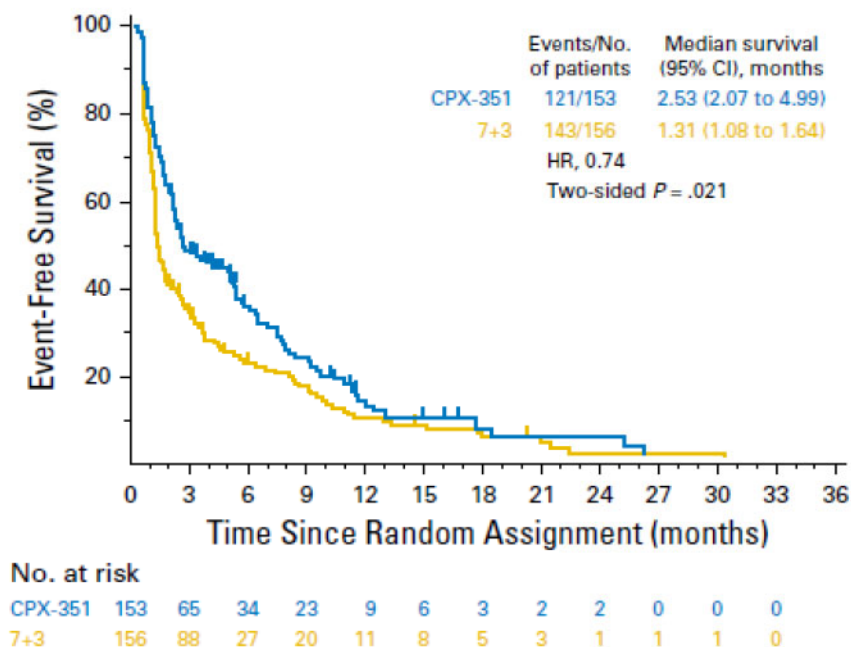 Events/No. Median survival
of patients (95% CI), months
CPX-351 121/153 2.53 (2.07 to 4.99)
7+3 143/156 1.31 (1.08 to 1.64)
HR, 0.74
Two-sided P = .021
Event-Free Survival (%)
100
80
60
40
20
0 3 6 9 12 15 18 21 24 27 30 33 36
Time Since Random Assignment (months)
No. at risk
CPX-351 153 65 34 23 9 6 3 2 2 0 0 0
7+3 156 88 27 20 11 8 5 3 1 1 1 0